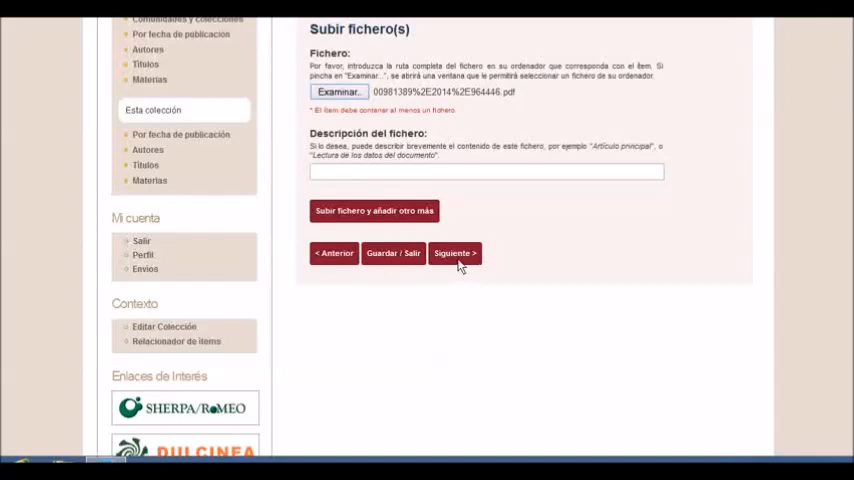 Comunidades y colecciones
Por fecha de publicación
Autores
Títulos
Materias
Esta colección
Por fecha de publicación
Autores
Títulos
Materias
Mi cuenta
Salir
Perfil
Envíos
Contexto
Editar Colección
Relacionador de ítems
Enlaces de Interés
SHERPA/RoMEO
DULCINEA
Subir fichero(s)
Fichero:
Por favor, introduzca la ruta completa del fichero en su ordenador que corresponda con el ítem. Si
pincha en "Examinar...", se abrirá una ventana que le permitirá seleccionar un fichero de su ordenador.
Examinar... 00981389%2E2014%2E964446.pdf
* El ítem debe contener al menos un fichero.
Descripción del fichero:
Si lo desea, puede describir brevemente el contenido de este fichero, por ejemplo "Artículo principal", o
"Lectura de los datos del documento".
Subir fichero y añadir otro más
< Anterior Guardar / Salir Siguiente >